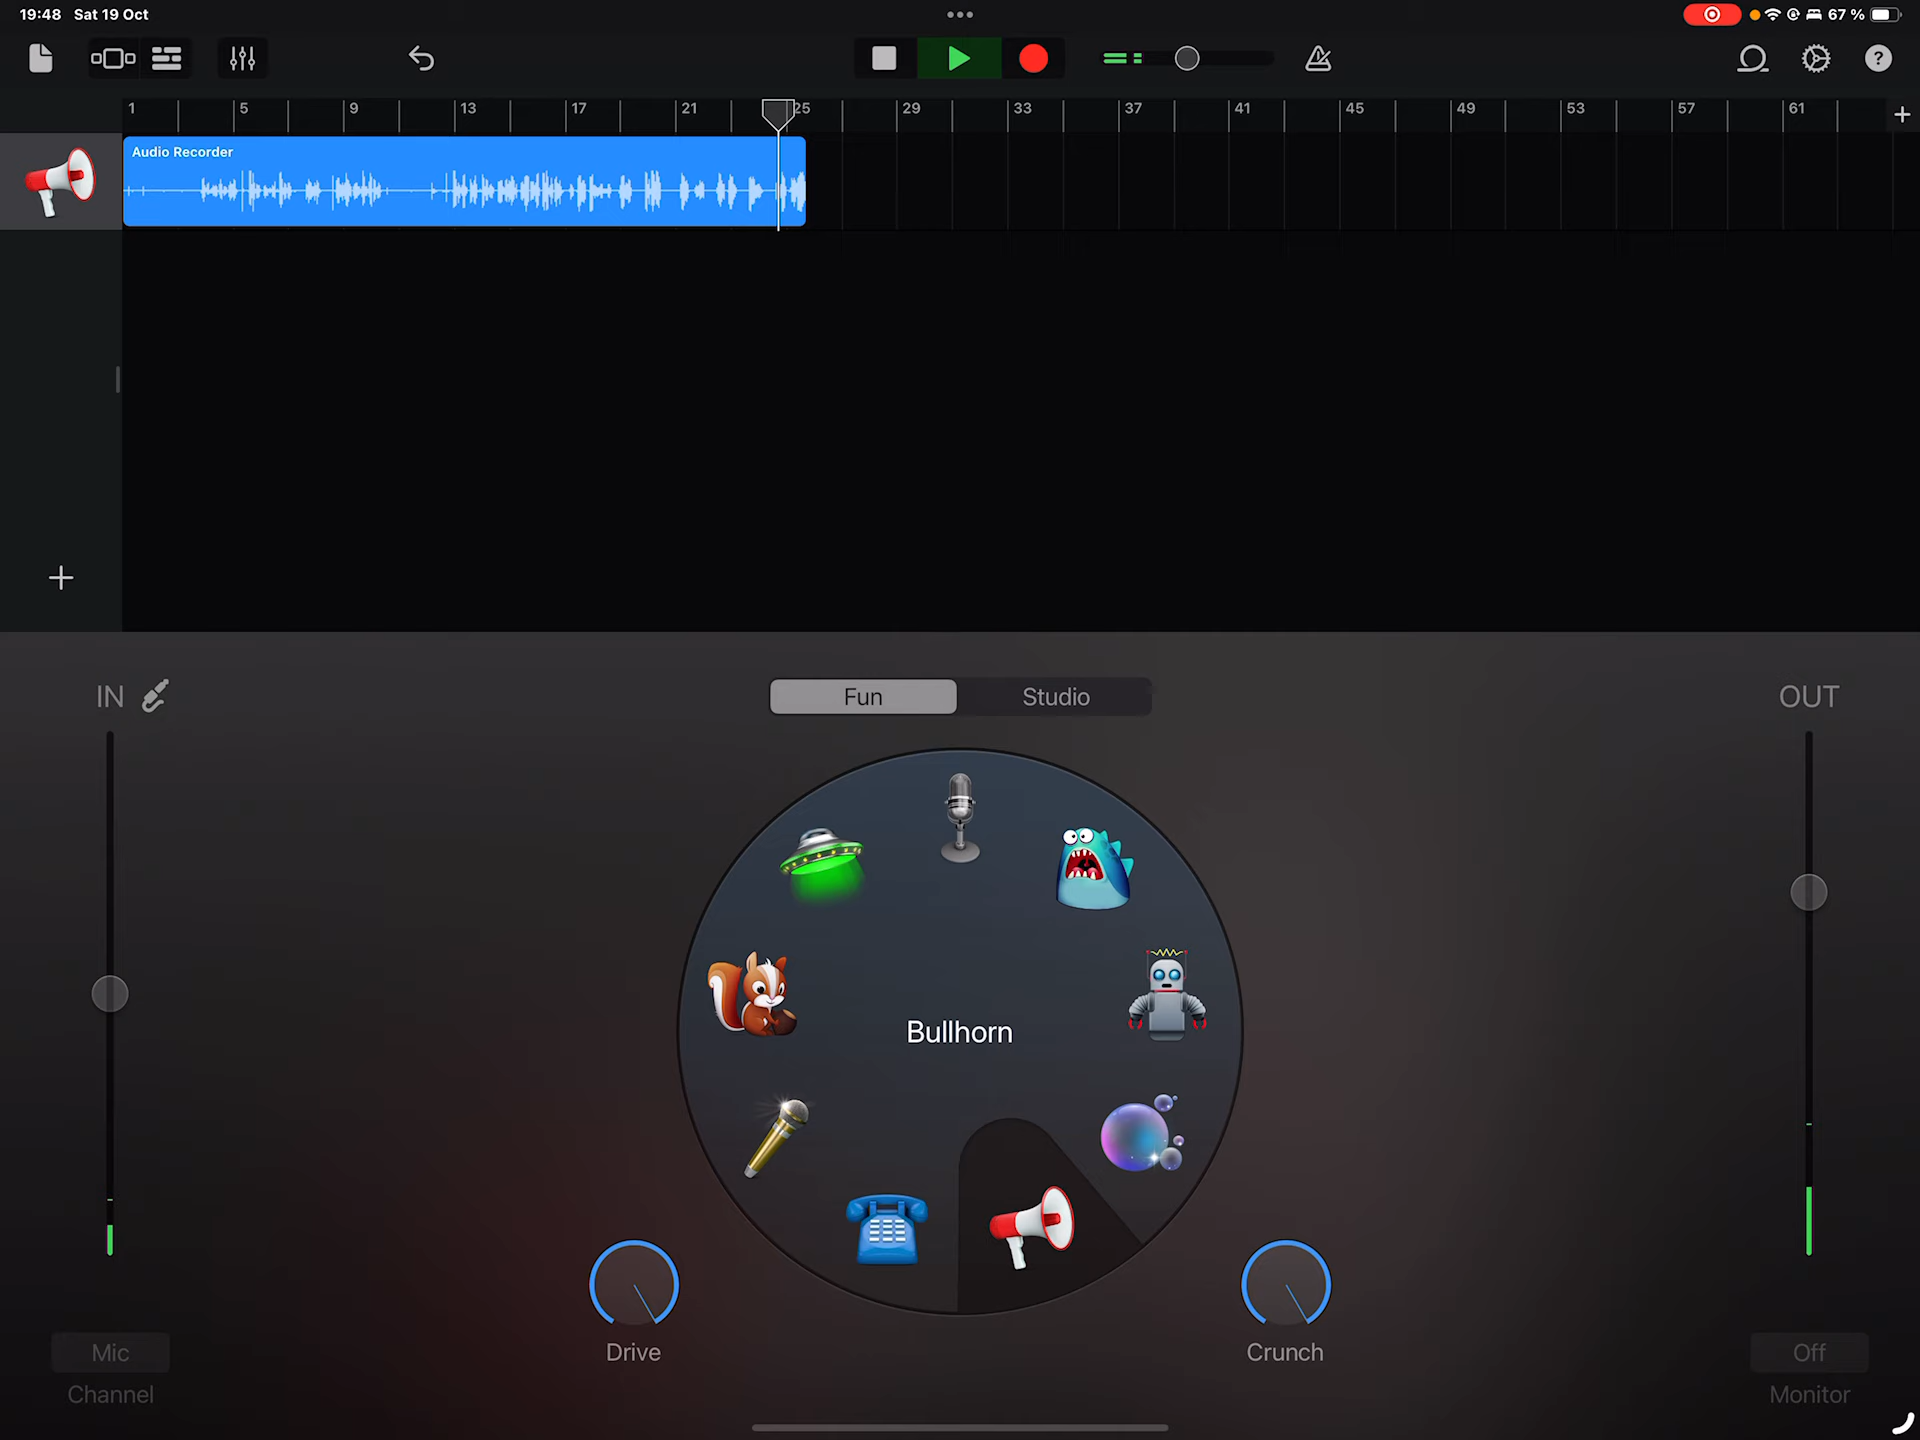 19:48 Sat 19 Oct
67 %
1 5 9 13 17 21 25 29 33 37 41 45 49 53 57 61
Audio Recorder
IN
Fun Studio
OUT
Bullhorn
Drive
Crunch
Mic
Off
Channel
Monitor